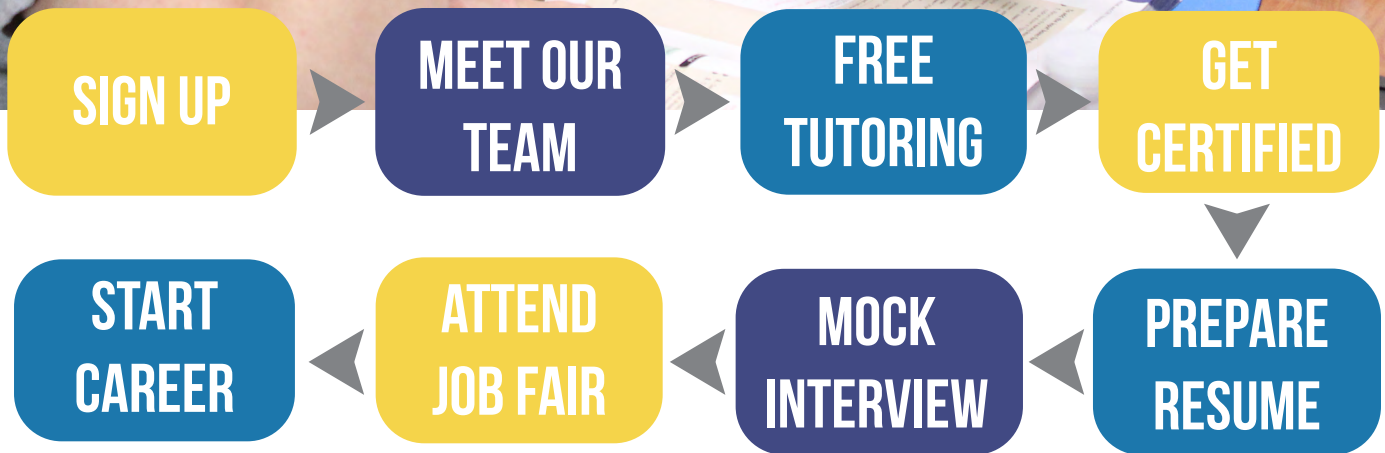 SIGN UP
MEET OUR
TEAM
FREE
TUTORING
GET
CERTIFIED
PREPARE
RESUME
MOCK
INTERVIEW
ATTEND
JOB FAIR
START
CAREER